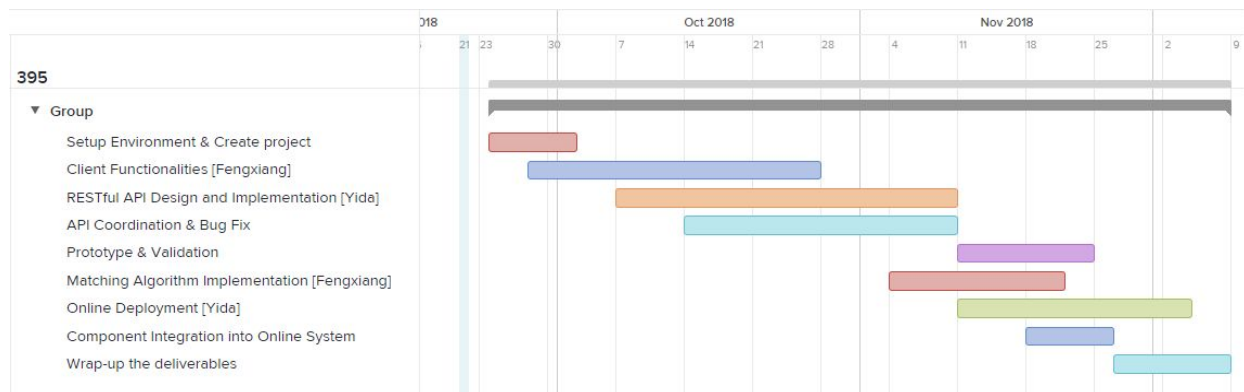 018 Oct 2018 Nov 2018
21 23 30 7 14 21 28 4 11 18 25 2 9
395
Group
Setup Environment & Create project
Client Functionalities [Fengxiang]
RESTful API Design and Implementation [Yida]
API Coordination & Bug Fix
Prototype & Validation
Matching Algorithm Implementation [Fengxiang]
Online Deployment [Yida]
Component Integration into Online System
Wrap-up the deliverables